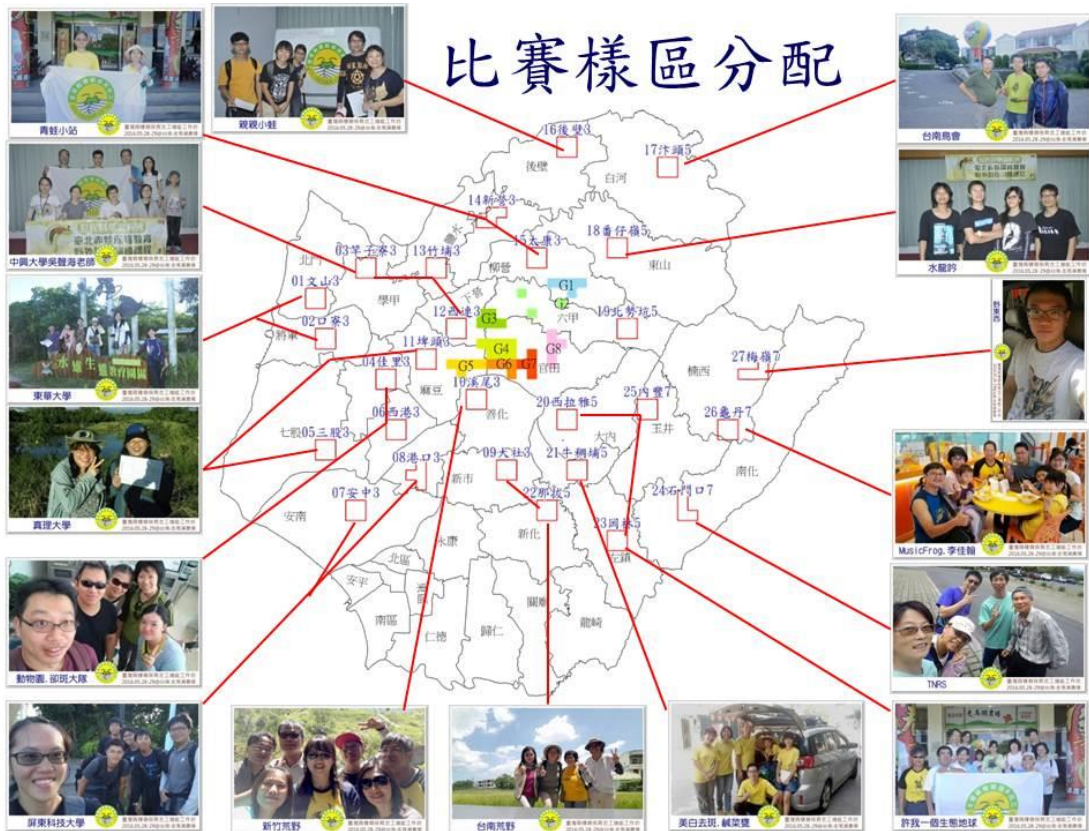 比賽樣區分配
青蛙小站
親親小蛙
台南鳥會
中興大學吳聲海老師
水龍吟
東華大學
野東西
真理大學
MusicFrog.李佳翰
動物園.卻斑大隊
TNRS
屏東科技大學
新竹荒野
台南荒野
美白去斑.鹹菜甕
許我一個生態地球
16後壁3
後壁
17汴頭5
白河
14新營3
18番仔嶺5
15太康3
東山
03竿子寮3
13竹埔3
柳營
北門
學甲
下營
01文山3
G1
G2
六甲
12西連3
G3
19北勢坑5
02口寮3
將軍
11埤頭3
G4
G8
04佳里3
G5
G6
G7
官田
27梅嶺7
楠西
麻豆
10溪尾3
善化
20西拉雅5
25內豐7
玉井
06西港3
26龜丹7
七股
05三股3
大內
08港口3
09大社3
21牛稠埔5
南化
新市
07安中3
22那拔5
24石門口7
安南
新化
永康
左鎮
北區
安平
南區
仁德
歸仁
關廟
龍崎